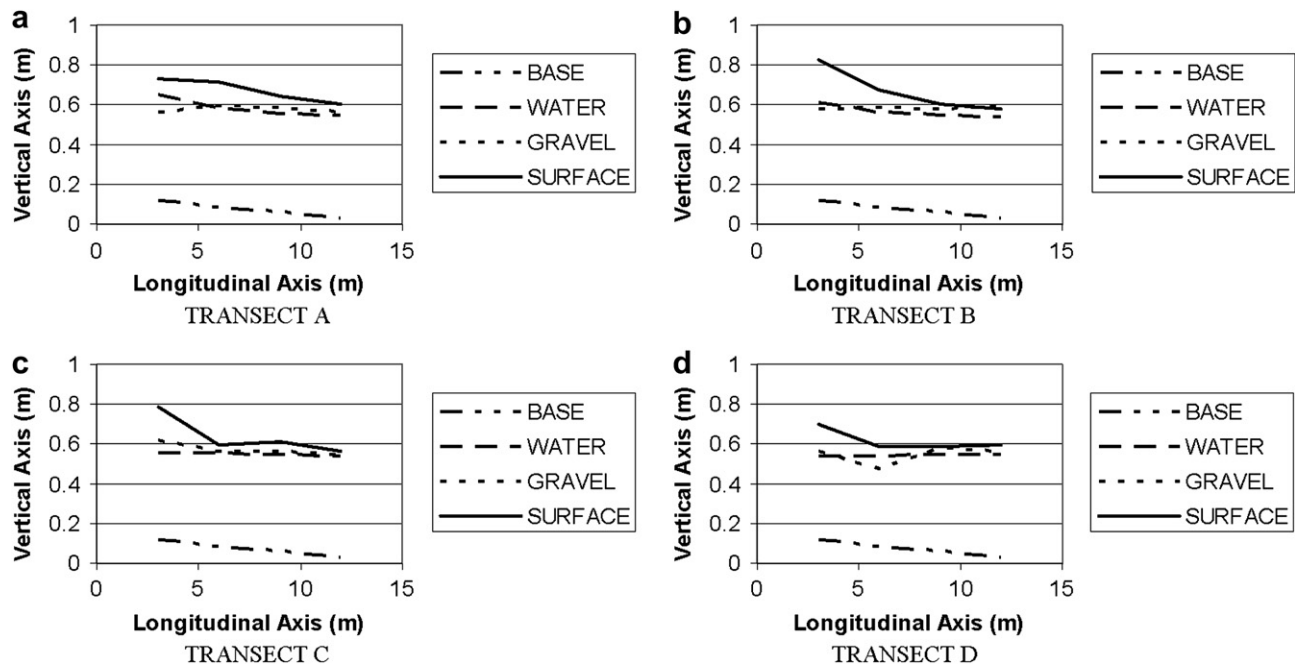 a
Vertical Axis (m)
1
0.8
0.6
0.4
0.2
0
0 5 10 15
Longitudinal Axis (m)
TRANSECT A
BASE
WATER
GRAVEL
SURFACE
b
Vertical Axis (m)
1
0.8
0.6
0.4
0.2
0
0 5 10 15
Longitudinal Axis (m)
TRANSECT B
BASE
WATER
GRAVEL
SURFACE
c
Vertical Axis (m)
1
0.8
0.6
0.4
0.2
0
0 5 10 15
Longitudinal Axis (m)
TRANSECT C
BASE
WATER
GRAVEL
SURFACE
d
Vertical Axis (m)
1
0.8
0.6
0.4
0.2
0
0 5 10 15
Longitudinal Axis (m)
TRANSECT D
BASE
WATER
GRAVEL
SURFACE